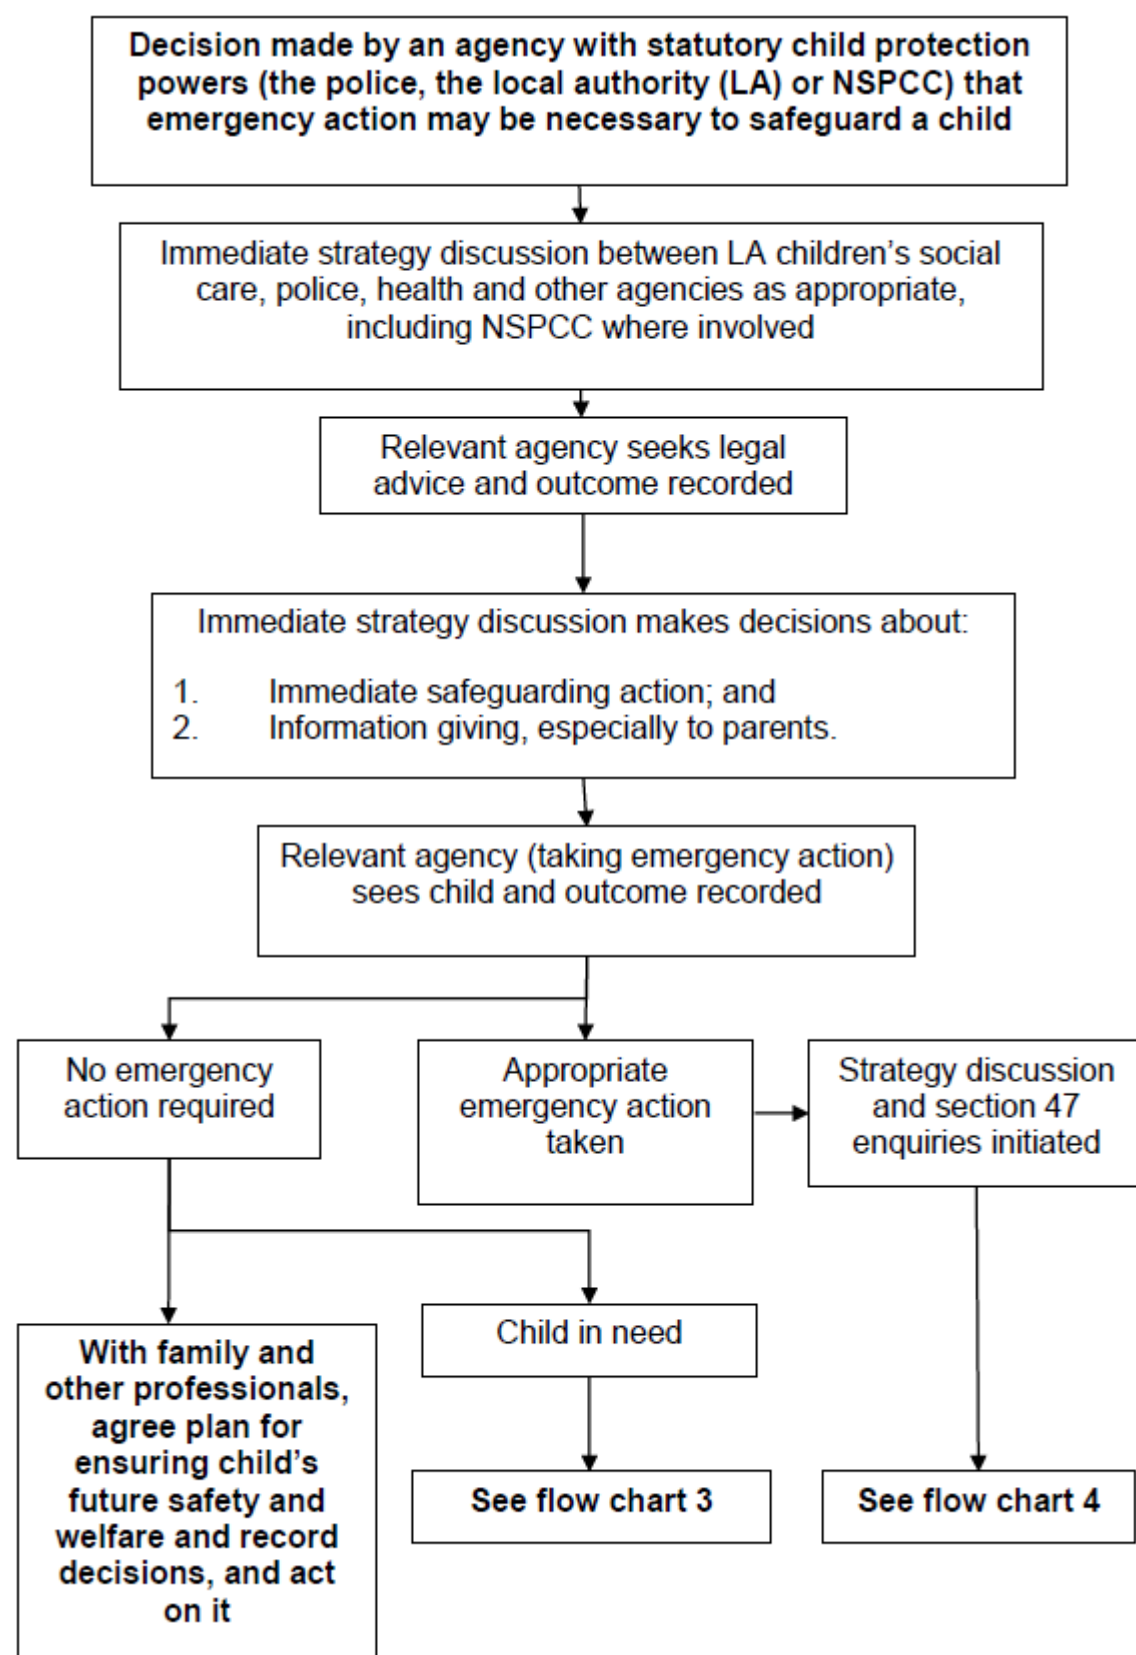 Decision made by an agency with statutory child protection
powers (the police, the local authority (LA) or NSPCC) that
emergency action may be necessary to safeguard a child
Immediate strategy discussion between LA children's social
care, police, health and other agencies as appropriate,
including NSPCC where involved
Relevant agency seeks legal
advice and outcome recorded
Immediate strategy discussion makes decisions about:
1. Immediate safeguarding action; and
2. Information giving, especially to parents.
Relevant agency (taking emergency action)
sees child and outcome recorded
No emergency
action required
Appropriate
emergency action
taken
Strategy discussion
and section 47
enquiries initiated
With family and
other professionals,
agree plan for
ensuring child's
future safety and
welfare and record
decisions, and act
on it
Child in need
See flow chart 3
See flow chart 4